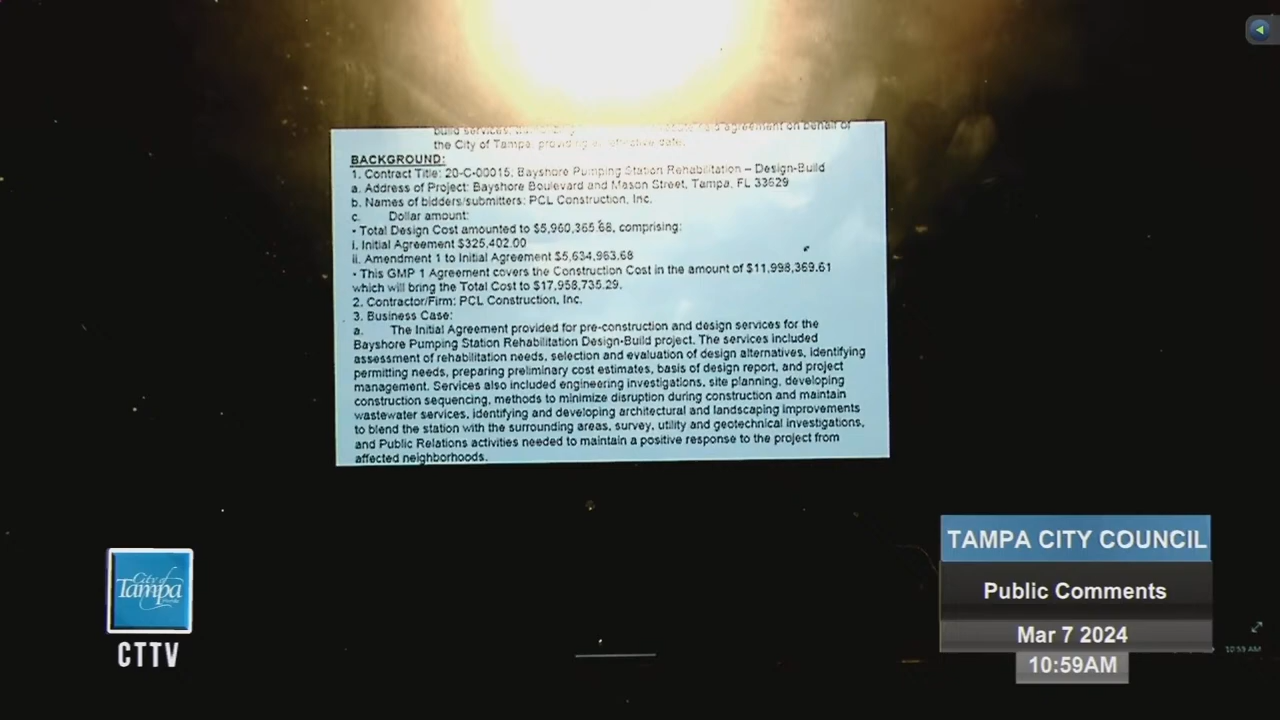 build services, agreement on behalf of
the City of Tampa; providing an effective date.
BACKGROUND:
1. Contract Title: 20-C-00015; Bayshore Pumping Station Rehabilitation – Design-Build
a. Address of Project: Bayshore Boulevard and Mason Street, Tampa, FL 33629
b. Names of bidders/submitters: PCL Construction, Inc.
c. Dollar amount:
• Total Design Cost amounted to $5,960,365.68, comprising:
i. Initial Agreement $325,402.00
ii. Amendment 1 to Initial Agreement $5,634,963.68
• This GMP 1 Agreement covers the Construction Cost in the amount of $11,998,369.61
which will bring the Total Cost to $17,958,735.29.
2. Contractor/Firm: PCL Construction, Inc.
3. Business Case:
a. The Initial Agreement provided for pre-construction and design services for the
Bayshore Pumping Station Rehabilitation Design-Build project. The services included
assessment of rehabilitation needs, selection and evaluation of design alternatives, identifying
permitting needs, preparing preliminary cost estimates, basis of design report, and project
management. Services also included engineering investigations, site planning, developing
construction sequencing, methods to minimize disruption during construction and maintain
wastewater services, identifying and developing architectural and landscaping improvements
to blend the station with the surrounding areas, survey, utility and geotechnical investigations,
and Public Relations activities needed to maintain a positive response to the project from
affected neighborhoods.
City of
Tampa
CTTV
TAMPA CITY COUNCIL
Public Comments
Mar 7 2024
10:59AM
10:59 AM